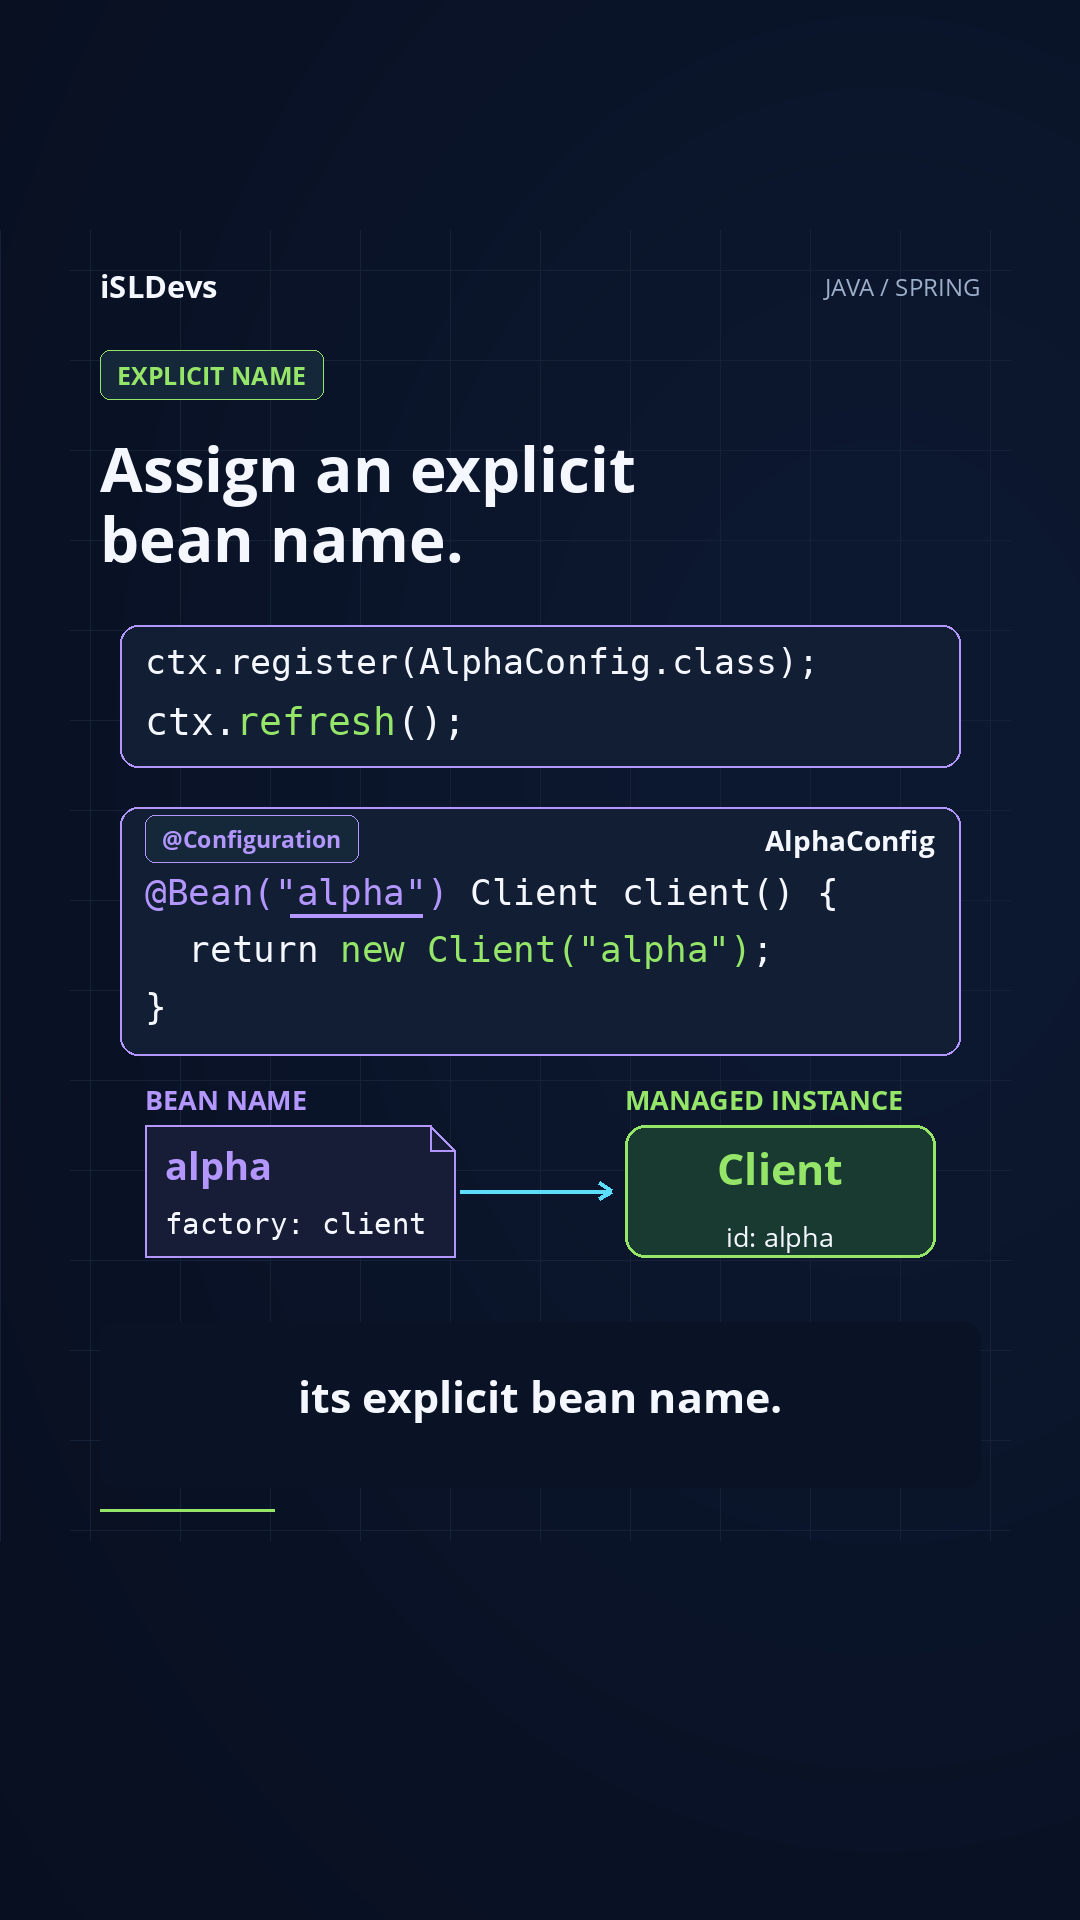 iSLDevs
JAVA / SPRING
EXPLICIT NAME
Assign an explicit
bean name.
ctx.register(AlphaConfig.class);
ctx.refresh();
@Configuration
AlphaConfig
@Bean("alpha") Client client() {
  return new Client("alpha");
}
BEAN NAME
MANAGED INSTANCE
alpha
factory: client
Client
id: alpha
its explicit bean name.